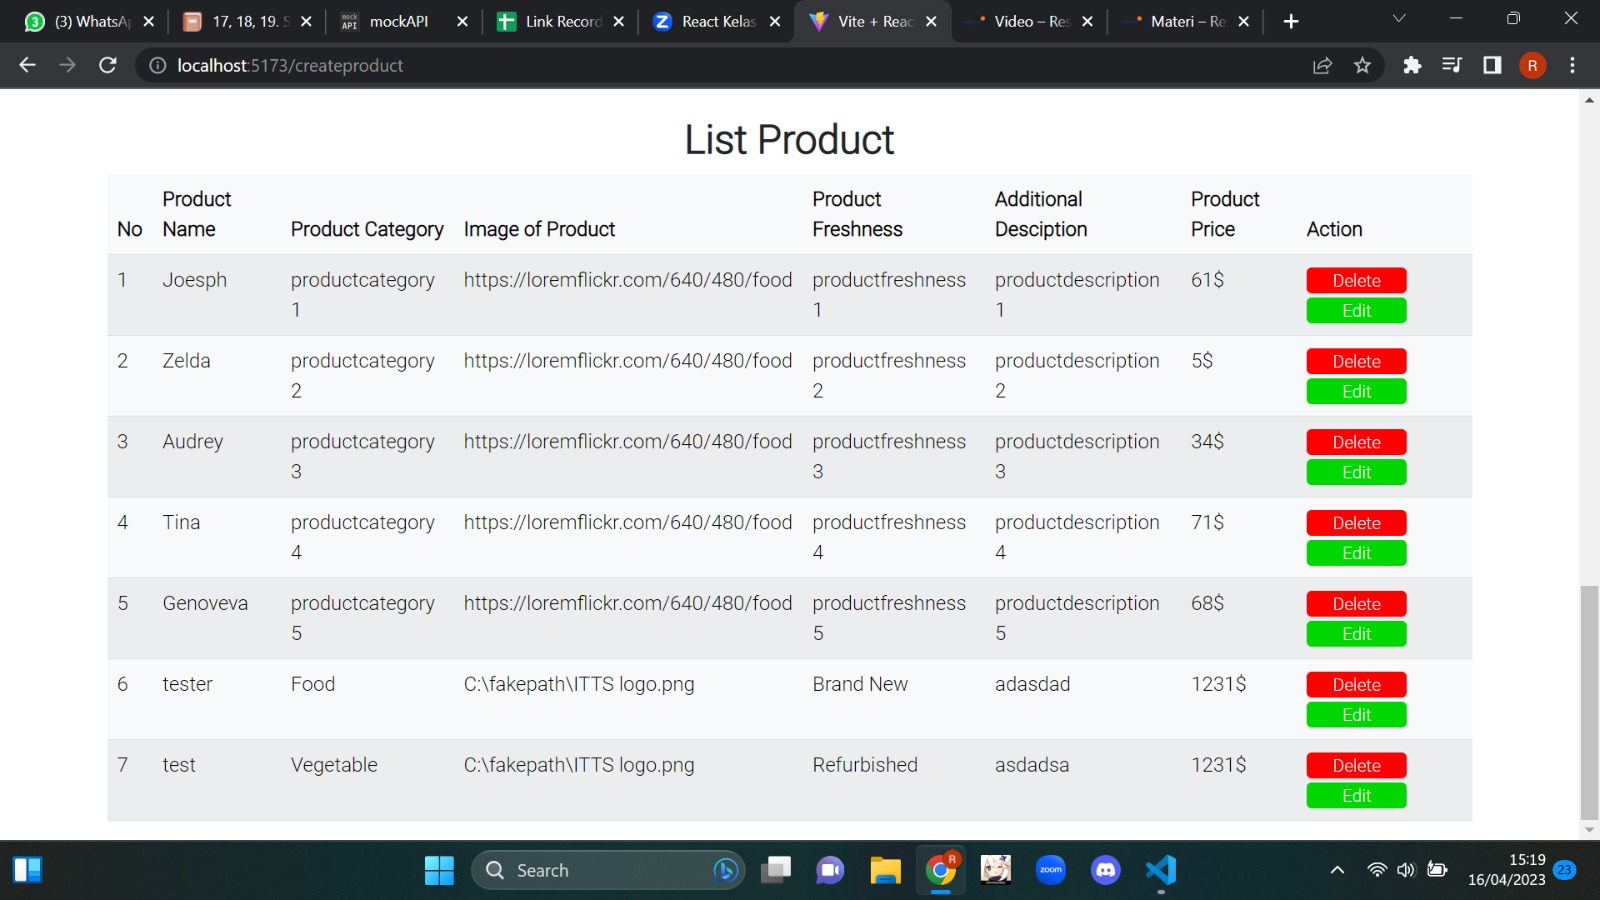 (3) WhatsAp
17, 18, 19. S
mock API mockAPI
Link Record
React Kelas
Vite + Reac
Video – Res
Materi – Re
localhost:5173/createproduct
R
List Product
No Product Name Product Category Image of Product Product Freshness Additional Desciption Product Price Action
1 Joesph productcategory 1 https://loremflickr.com/640/480/food productfreshness 1 productdescription 1 61$ Delete Edit
2 Zelda productcategory 2 https://loremflickr.com/640/480/food productfreshness 2 productdescription 2 5$ Delete Edit
3 Audrey productcategory 3 https://loremflickr.com/640/480/food productfreshness 3 productdescription 3 34$ Delete Edit
4 Tina productcategory 4 https://loremflickr.com/640/480/food productfreshness 4 productdescription 4 71$ Delete Edit
5 Genoveva productcategory 5 https://loremflickr.com/640/480/food productfreshness 5 productdescription 5 68$ Delete Edit
6 tester Food C:\fakepath\ITTS logo.png Brand New adasdad 1231$ Delete Edit
7 test Vegetable C:\fakepath\ITTS logo.png Refurbished asdadsa 1231$ Delete Edit
Search
R
zoom
15:19
16/04/2023
23